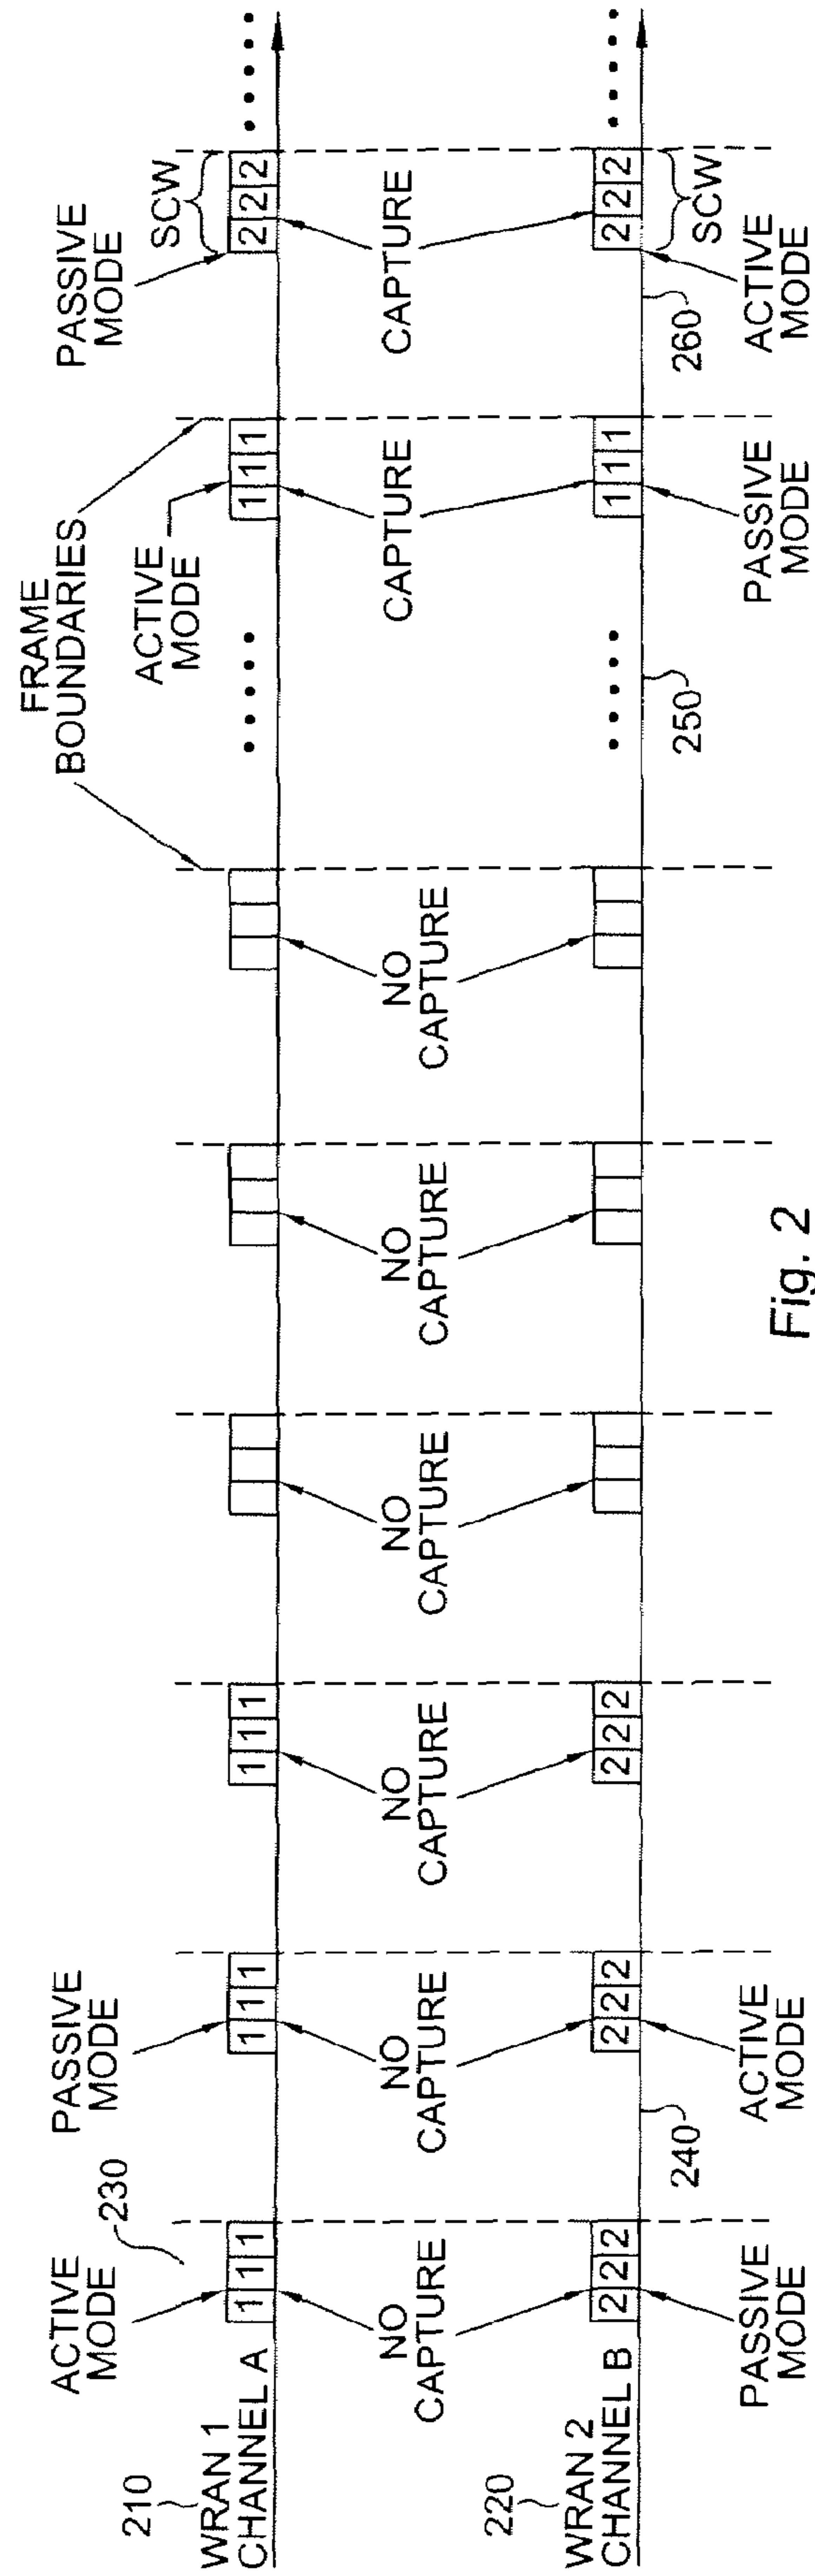 FRAME
BOUNDARIES
ACTIVE
MODE
230
PASSIVE
MODE
ACTIVE
MODE
PASSIVE
MODE
SCW
210
WRAN 1
CHANNEL A
1 1 1
1 1 1
1 1 1
1 1 1
2 2 2
NO
CAPTURE
NO
CAPTURE
NO
CAPTURE
NO
CAPTURE
NO
CAPTURE
NO
CAPTURE
CAPTURE
CAPTURE
220
WRAN 2
CHANNEL B
2 2 2
2 2 2
2 2 2
1 1 1
2 2 2
240
250
260
SCW
PASSIVE
MODE
ACTIVE
MODE
PASSIVE
MODE
ACTIVE
MODE
Fig. 2